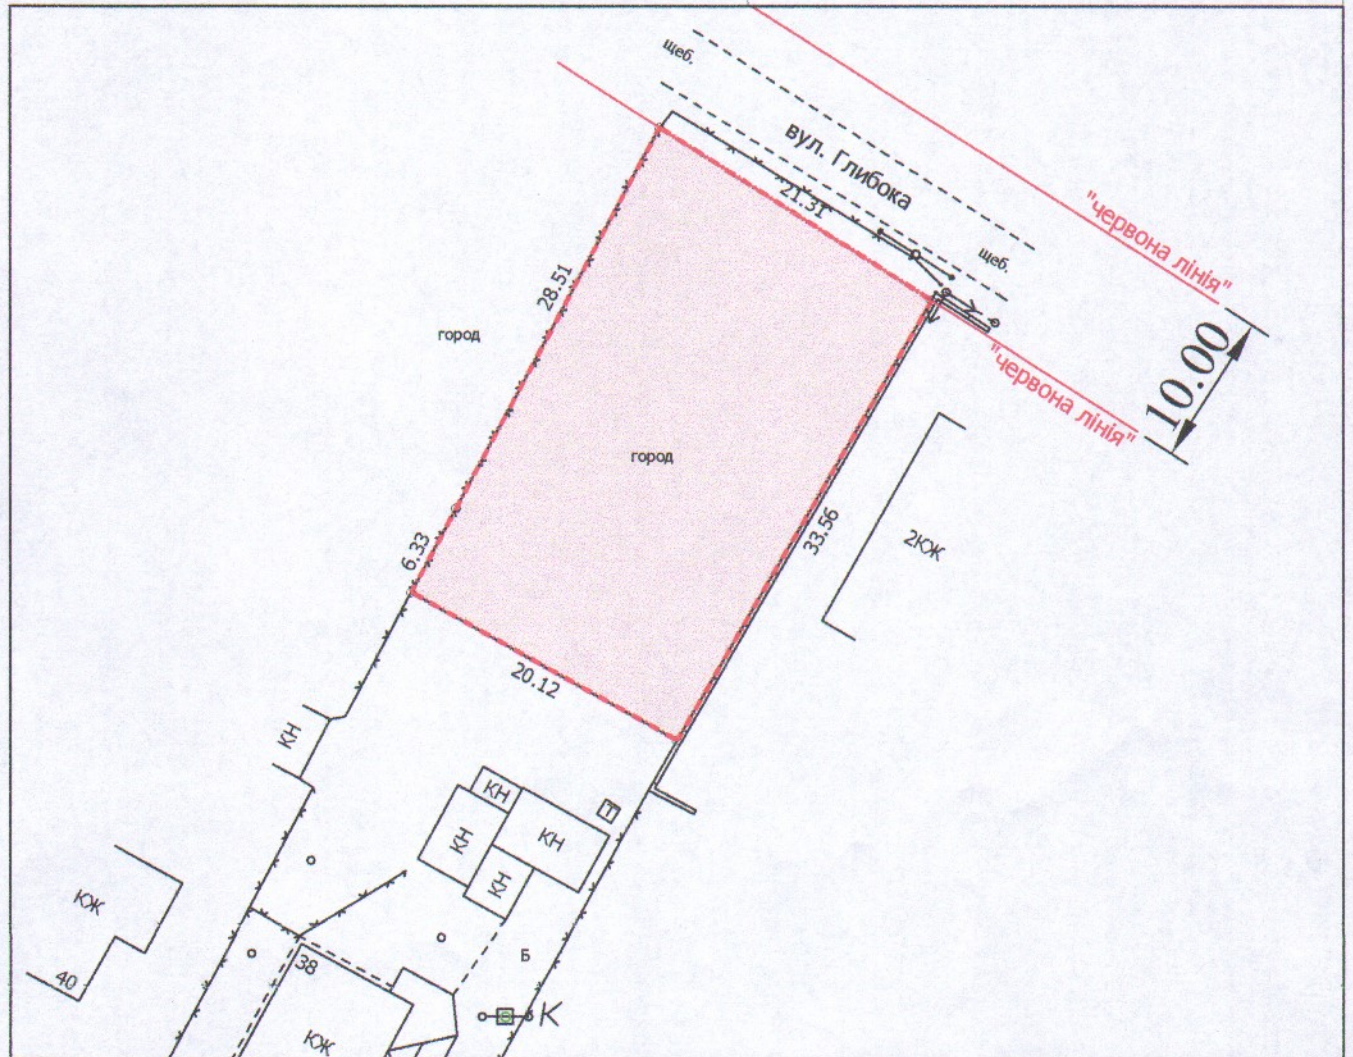 щеб.
вул. Глибока
21.31
"червона лінія"
щеб.
28.51
город
10.00
"червона лінія"
город
33.56
2КЖ
6.33
20.12
КН
КН
КН
КН
КН
Т
КЖ
Б
38
40
К
КЖ